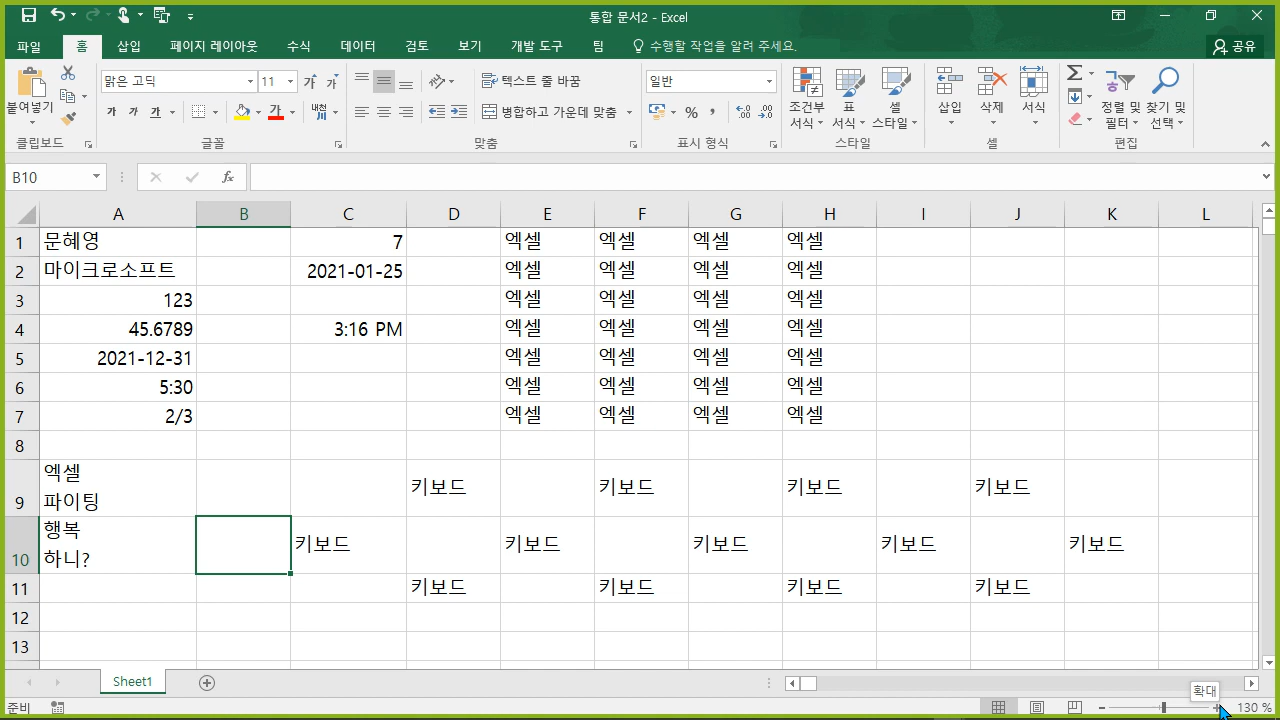 통합 문서2 - Excel
파일 홈 삽입 페이지 레이아웃 수식 데이터 검토 보기 개발 도구 팀 수행할 작업을 알려 주세요. 공유
붙여넣기
맑은 고딕 11
가 가
가 가 가 가 내천
텍스트 줄 바꿈
병합하고 가운데 맞춤
일반
% ,
조건부 서식
표 서식
셀 스타일
삽입 삭제 서식
정렬 및 필터
찾기 및 선택
클립보드 글꼴 맞춤 표시 형식 스타일 셀 편집
B10 fx
A B C D E F G H I J K L
1 문혜영 7 엑셀 엑셀 엑셀 엑셀
2 마이크로소프트 2021-01-25 엑셀 엑셀 엑셀 엑셀
3 123 엑셀 엑셀 엑셀 엑셀
4 45.6789 3:16 PM 엑셀 엑셀 엑셀 엑셀
5 2021-12-31 엑셀 엑셀 엑셀 엑셀
6 5:30 엑셀 엑셀 엑셀 엑셀
7 2/3 엑셀 엑셀 엑셀 엑셀
8
엑셀
9 파이팅 키보드 키보드 키보드 키보드
행복
10 하니? 키보드 키보드 키보드 키보드 키보드
11 키보드 키보드 키보드 키보드
12
13
Sheet1
확대
준비 130 %